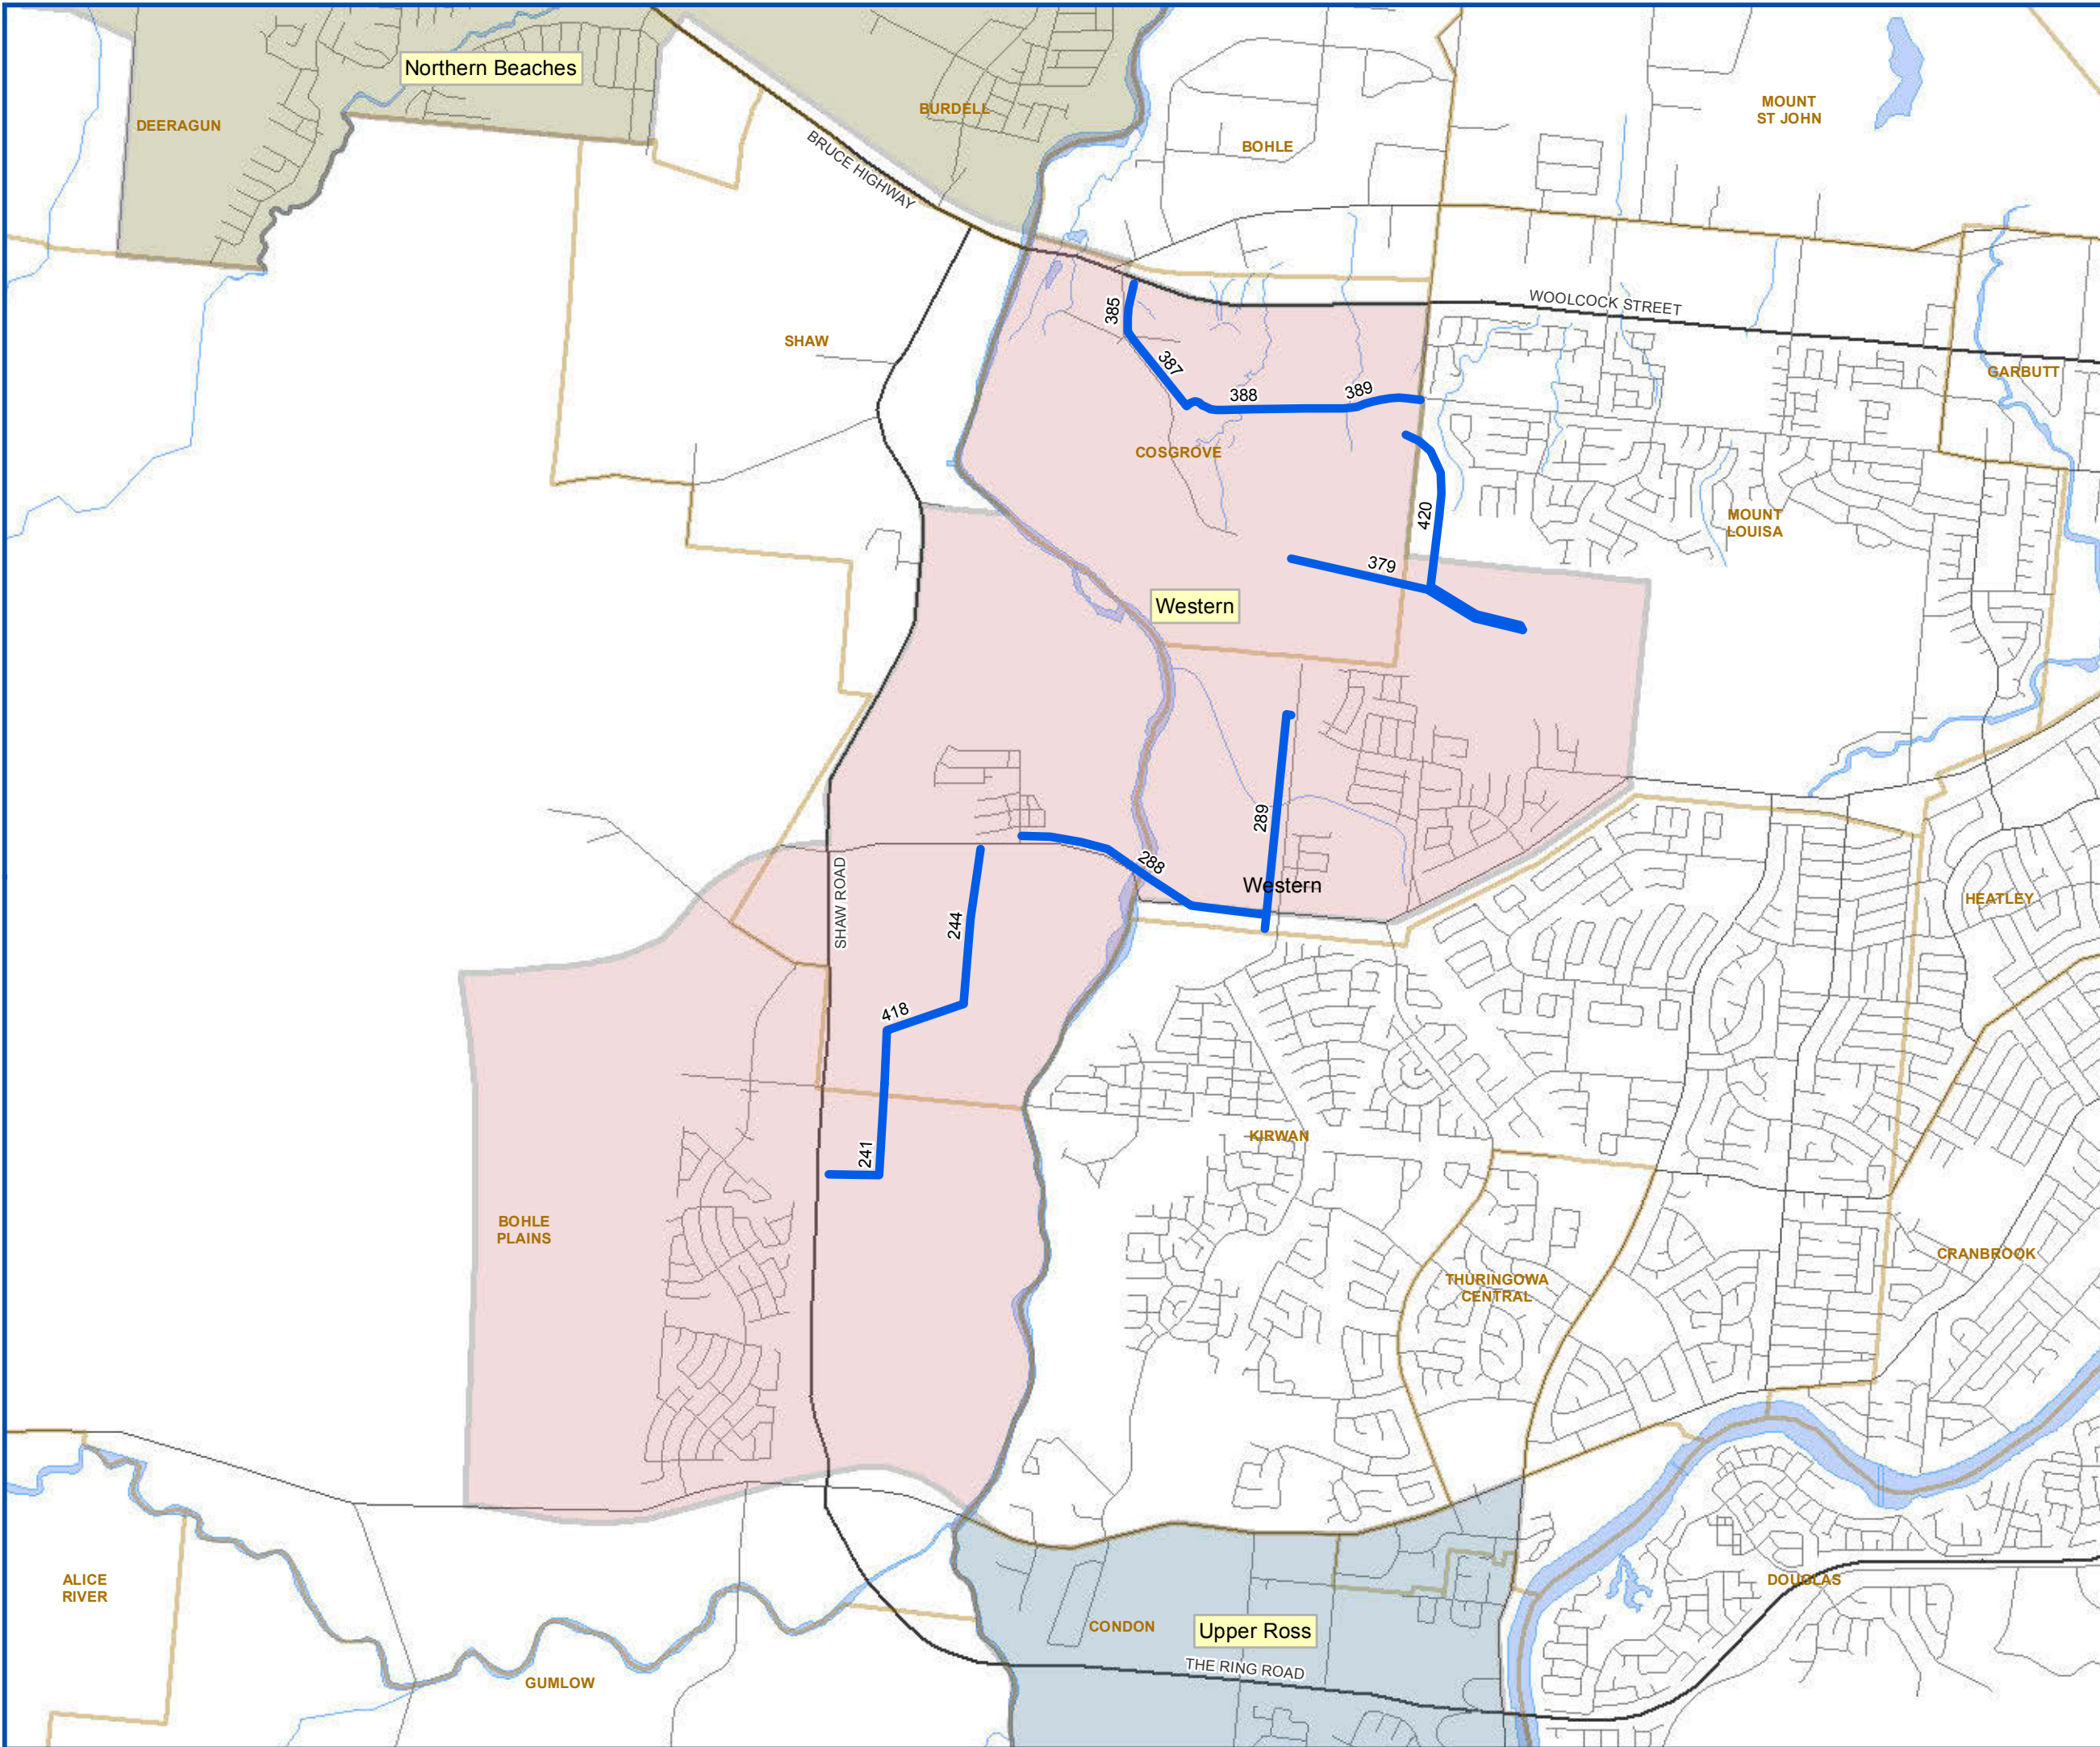 Northern Beaches
DEERAGUN
BURDELL
MOUNT
ST JOHN
BOHLE
BRUCE HIGHWAY
WOOLCOCK STREET
385
SHAW
387
GARBUTT
388
389
COSGROVE
420
MOUNT
LOUISA
379
Western
289
288
SHAW ROAD
Western
HEATLEY
244
418
KIRWAN
241
BOHLE
PLAINS
CRANBROOK
THURINGOWA
CENTRAL
ALICE
RIVER
DOUGLAS
CONDON
Upper Ross
THE RING ROAD
GUMLOW